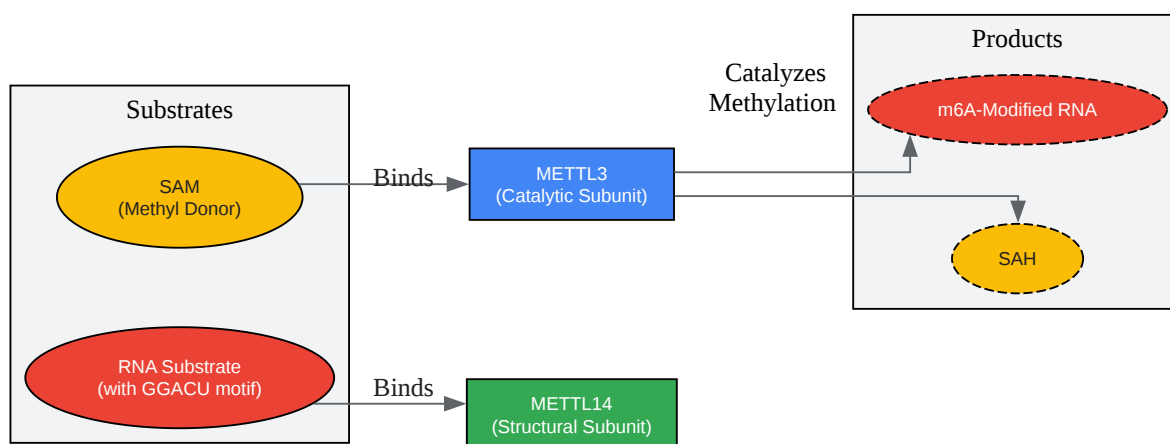 Substrates
SAM
(Methyl Donor)
RNA Substrate
(with GGACU motif)
Binds
Binds
METTL3
(Catalytic Subunit)
METTL14
(Structural Subunit)
Catalyzes
Methylation
Products
m6A-Modified RNA
SAH